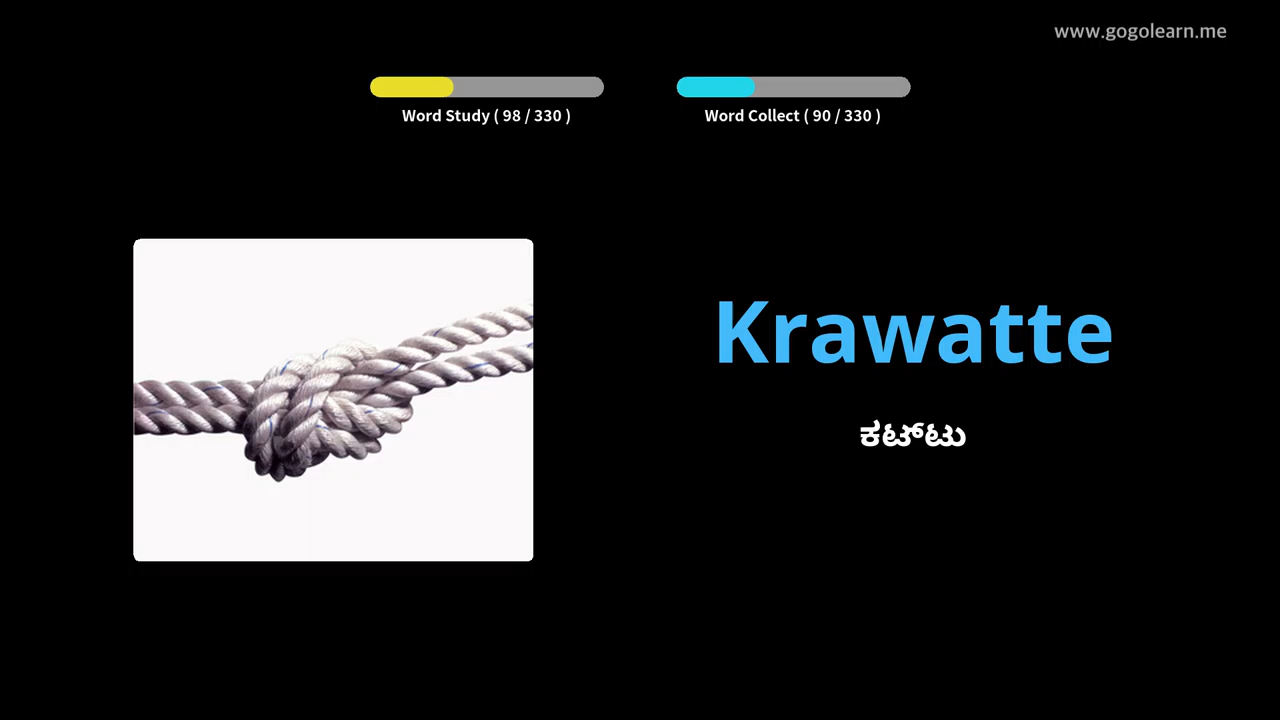 www.gogolearn.me
Word Study ( 98 / 330 )
Word Collect ( 90 / 330 )
Krawatte
ಕಟ್ಟು